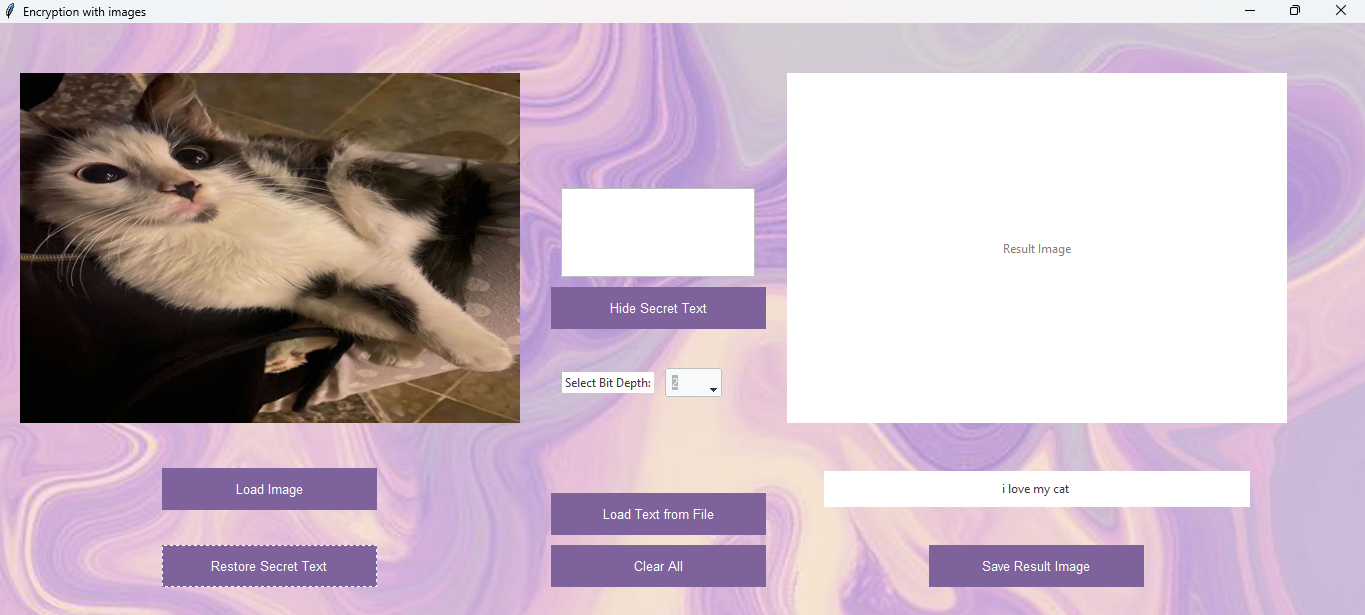 Encryption with images
Result Image
Hide Secret Text
Select Bit Depth:
2
Load Image
i love my cat
Load Text from File
Restore Secret Text
Clear All
Save Result Image